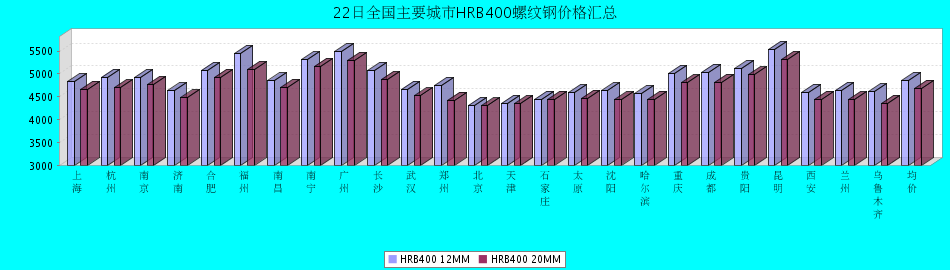 22日全国主要城市HRB400螺纹钢价格汇总
5500
5000
4500
4000
3500
3000
上海 杭州 南京 济南 合肥 福州 南昌 南宁 广州 长沙 武汉 郑州 北京 天津 石家庄 太原 沈阳 哈尔滨 重庆 成都 贵阳 昆明 西安 兰州 乌鲁木齐 均价
HRB400 12MM HRB400 20MM